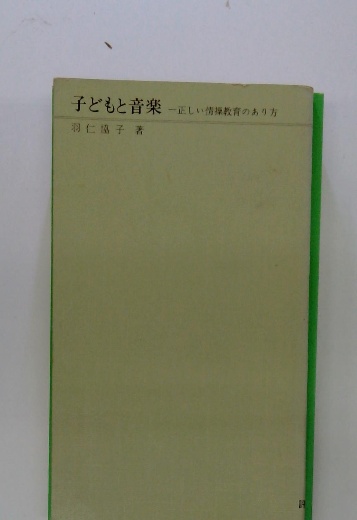 子どもと音楽 —正しい情操教育のあり方
羽仁協子 著